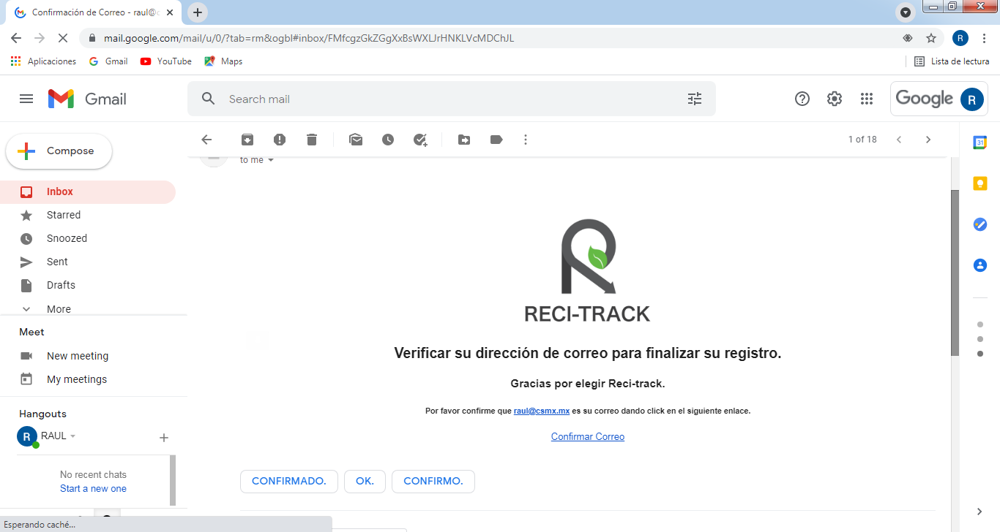 Confirmación de Correo - raul@c
mail.google.com/mail/u/0/?tab=rm&ogbl#inbox/FMfcgzGkZGgXxBsWXLJrHNKLVcMDChJL
R
Aplicaciones
Gmail
YouTube
Maps
Lista de lectura
Gmail
Search mail
Google
R
Compose
1 of 18
31
to me
Inbox
Starred
Snoozed
Sent
Drafts
More
RECI-TRACK
Verificar su dirección de correo para finalizar su registro.
Gracias por elegir Reci-track.
Por favor confirme que raul@csmx.mx es su correo dando click en el siguiente enlace.
Confirmar Correo
CONFIRMADO.
OK.
CONFIRMO.
Meet
New meeting
My meetings
Hangouts
R
RAUL
No recent chats
Start a new one
Esperando caché...